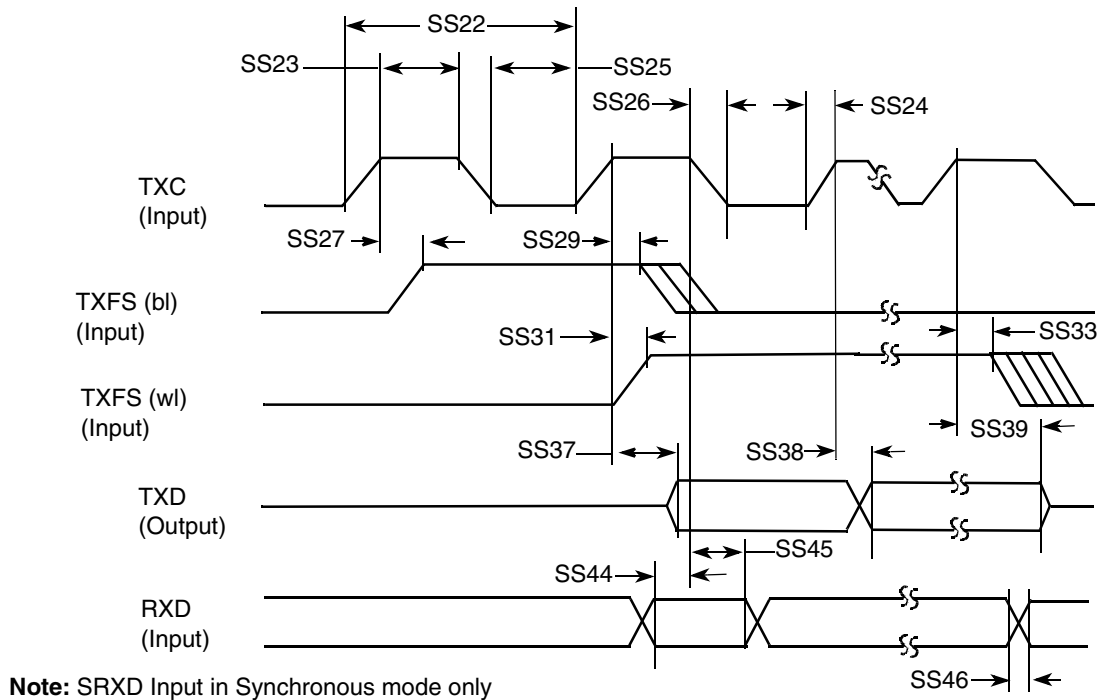 SS22
SS23
SS25
SS26
SS24
TXC
(Input)
SS27
SS29
TXFS (bl)
(Input)
SS31
SS33
TXFS (wl)
(Input)
SS39
SS37
SS38
TXD
(Output)
SS45
SS44
RXD
(Input)
SS46
Note: SRXD Input in Synchronous mode only